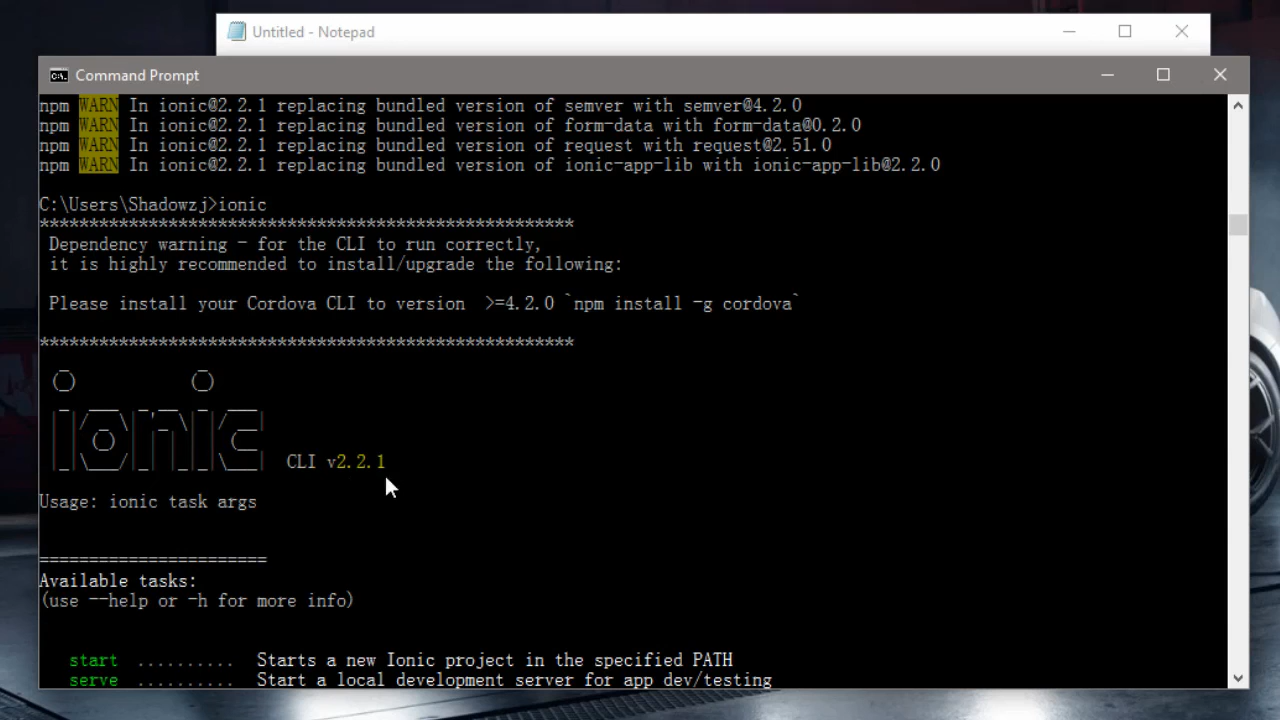 Untitled - Notepad
Command Prompt
npm WARN In ionic@2.2.1 replacing bundled version of semver with semver@4.2.0
npm WARN In ionic@2.2.1 replacing bundled version of form-data with form-data@0.2.0
npm WARN In ionic@2.2.1 replacing bundled version of request with request@2.51.0
npm WARN In ionic@2.2.1 replacing bundled version of ionic-app-lib with ionic-app-lib@2.2.0
C:\Users\Shadowzj>ionic
******************************************************
Dependency warning - for the CLI to run correctly,
it is highly recommended to install/upgrade the following:
Please install your Cordova CLI to version  >=4.2.0 `npm install -g cordova`
******************************************************
ionic CLI v2.2.1
Usage: ionic task args
=======================
Available tasks:
(use --help or -h for more info)
start .......... Starts a new Ionic project in the specified PATH
serve .......... Start a local development server for app dev/testing